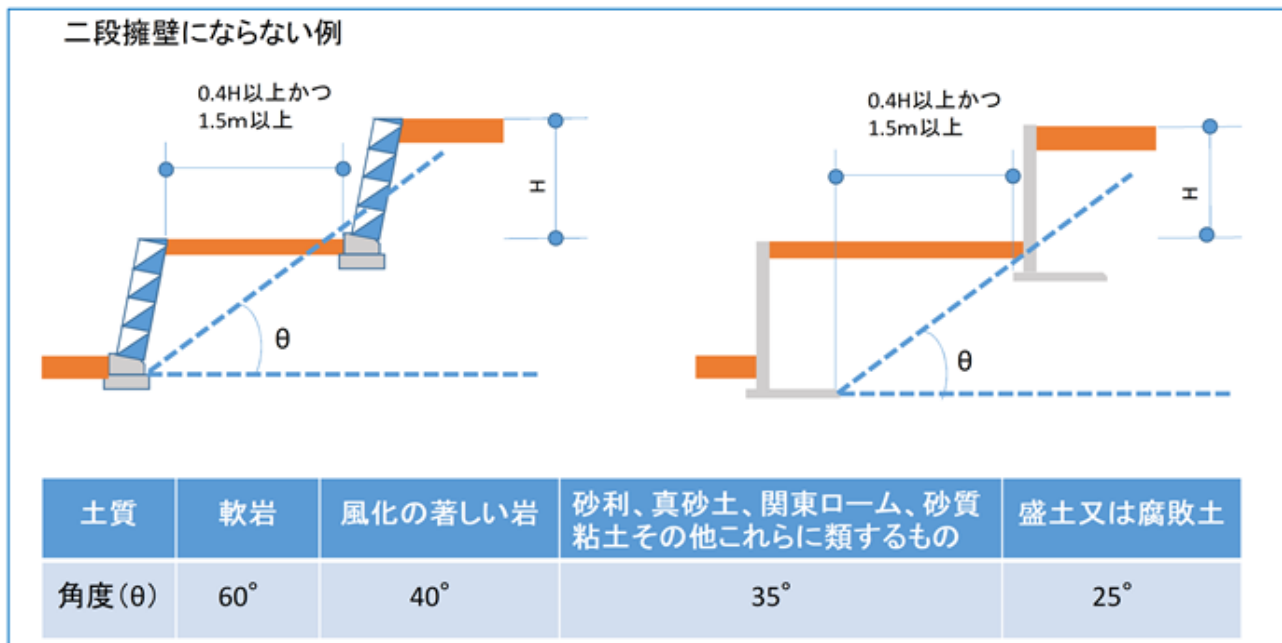 二段擁壁にならない例
0.4H以上かつ
1.5m以上
H
θ
0.4H以上かつ
1.5m以上
H
θ
土質 軟岩 風化の著しい岩 砂利、真砂土、関東ローム、砂質 盛土又は腐敗土
粘土その他これらに類するもの
角度(θ) 60° 40° 35° 25°